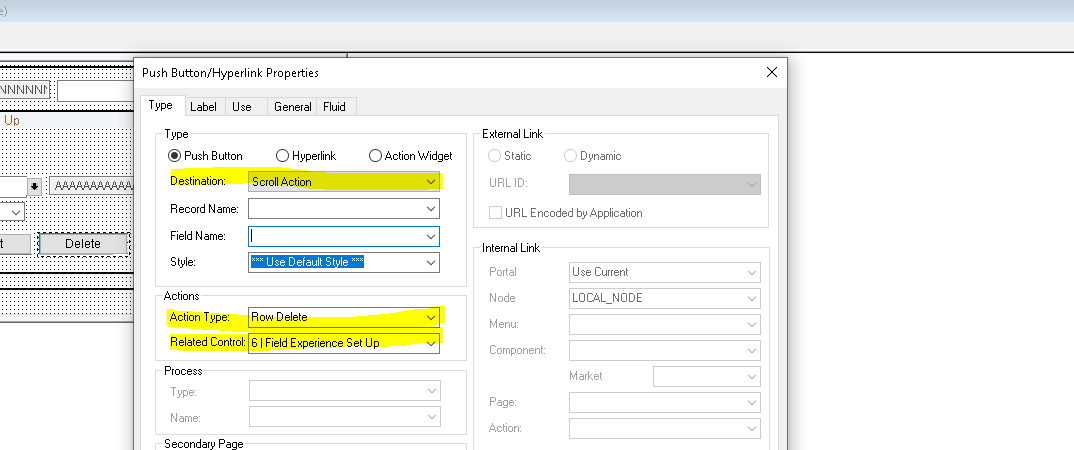 e)
Push Button/Hyperlink Properties
Type Label Use General Fluid
Up
Type
Push Button Hyperlink Action Widget
Destination: Scroll Action
Record Name:
Field Name:
Style: *** Use Default Style ***
Actions
Action Type: Row Delete
Related Control: 6 | Field Experience Set Up
Process
Type:
Name:
Secondary Page
External Link
Static Dynamic
URL ID:
URL Encoded by Application
Internal Link
Portal Use Current
Node LOCAL_NODE
Menu:
Component:
Market
Page:
Action:
t Delete